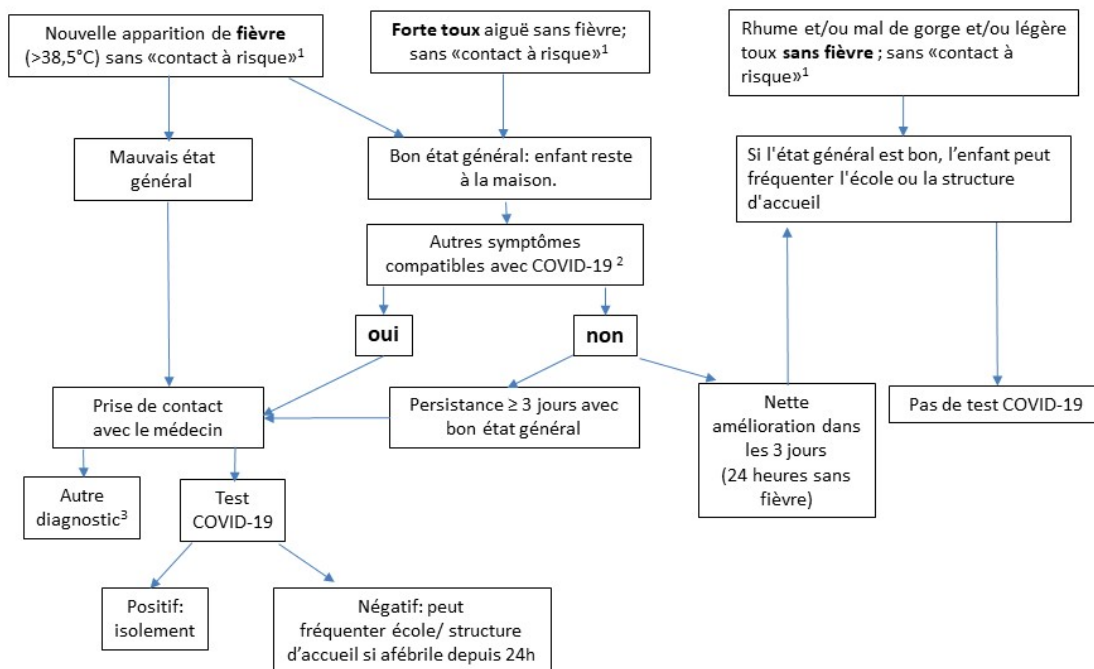 Nouvelle apparition de fièvre
(>38,5°C) sans «contact à risque»¹
Forte toux aiguë sans fièvre;
sans «contact à risque»¹
Rhume et/ou mal de gorge et/ou légère
toux sans fièvre ; sans «contact à
risque»¹
Mauvais état
général
Bon état général: enfant reste
à la maison.
Si l'état général est bon, l’enfant peut
fréquenter l'école ou la structure
d'accueil
Autres symptômes
compatibles avec COVID-19 ²
oui
non
Prise de contact
avec le médecin
Persistance ≥ 3 jours avec
bon état général
Nette
amélioration dans
les 3 jours
(24 heures sans
fièvre)
Pas de test COVID-19
Autre
diagnostic³
Test
COVID-19
Positif:
isolement
Négatif: peut
fréquenter école/ structure
d’accueil si afébrile depuis 24h